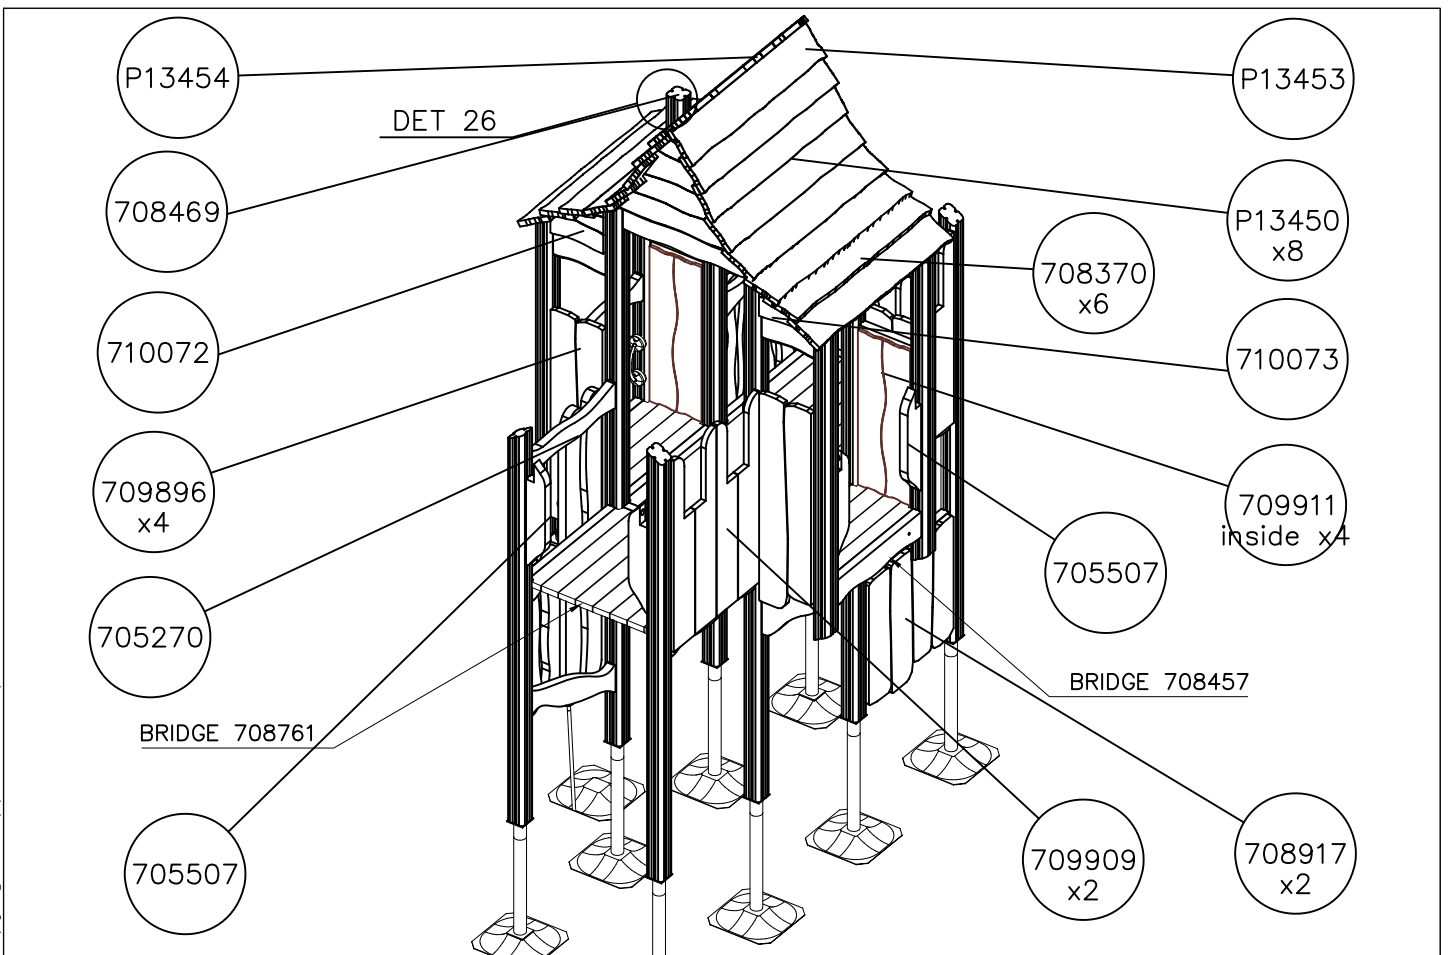 P13454
P13453
DET 26
708469
P13450
x8
708370
x6
710072
710073
709896
x4
709911
inside x4
705507
705270
BRIDGE 708457
BRIDGE 708761
705507
709909
x2
708917
x2